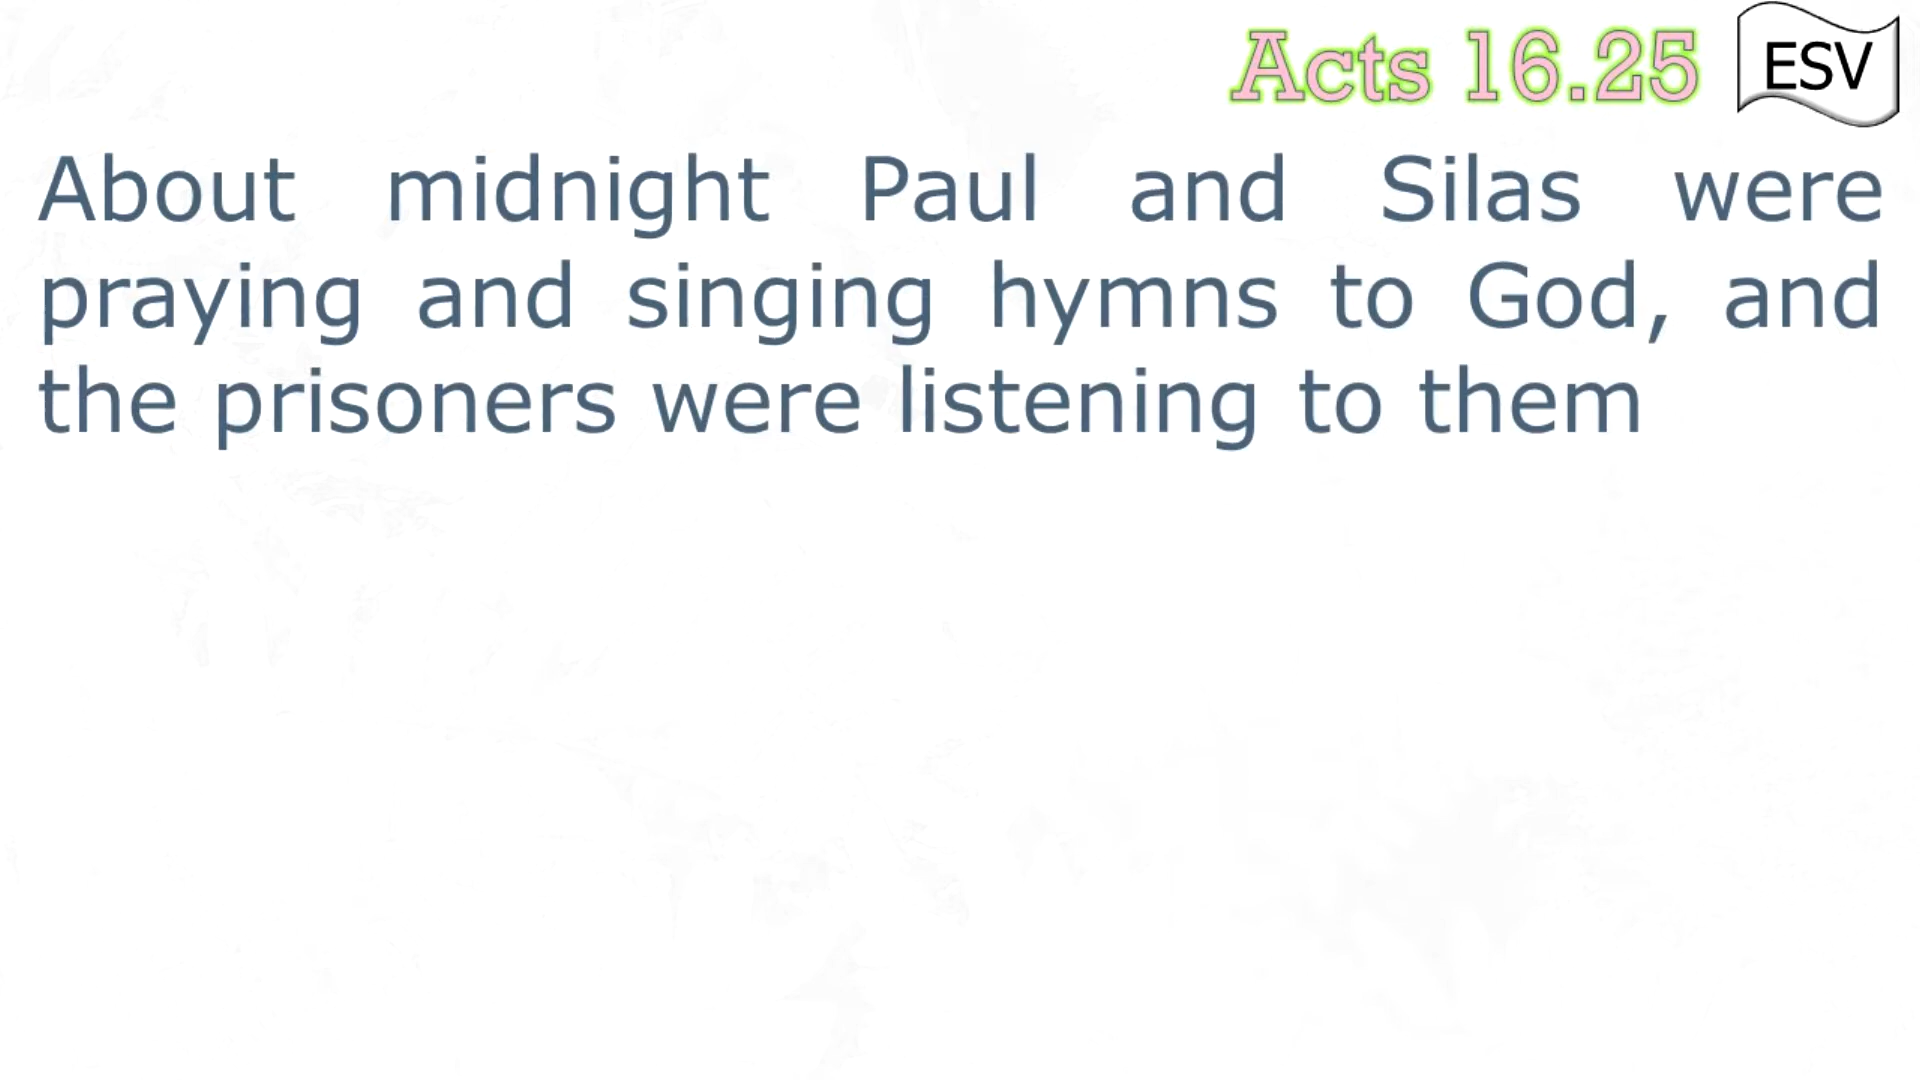 Acts 16.25 ESV
About midnight Paul and Silas were
praying and singing hymns to God, and
the prisoners were listening to them